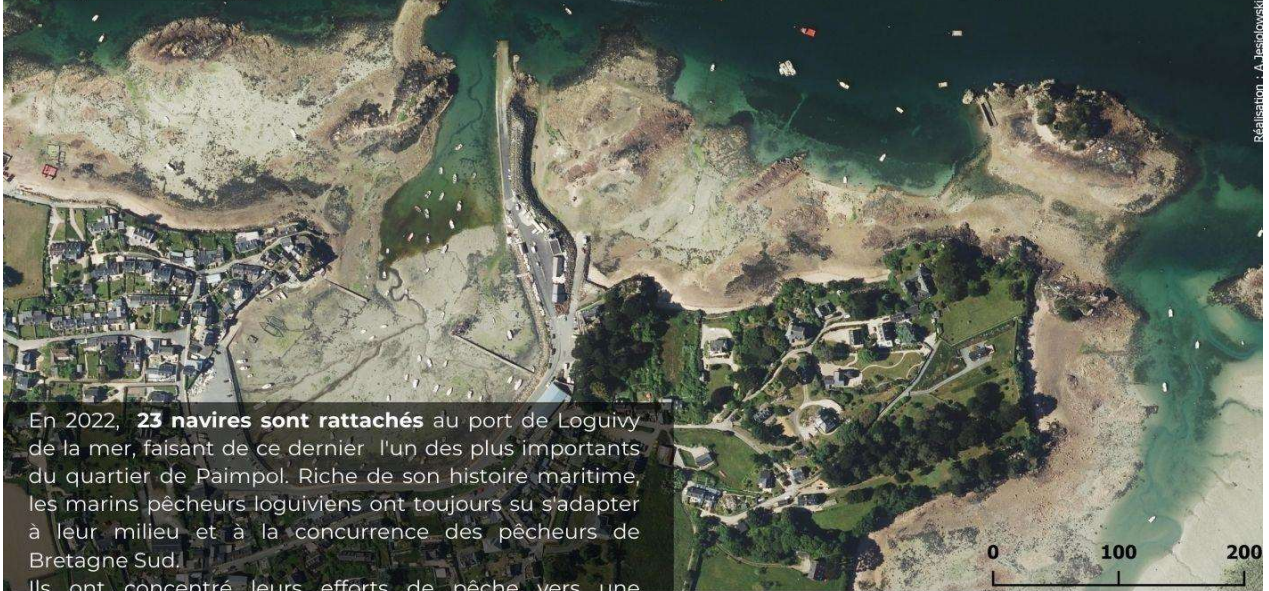 Réalisation : A.Jesiolowski
En 2022, 23 navires sont rattachés au port de Loguivy
de la mer, faisant de ce dernier l'un des plus importants
du quartier de Paimpol. Riche de son histoire maritime,
les marins pêcheurs loguiviens ont toujours su s'adapter
à leur milieu et à la concurrence des pêcheurs de
Bretagne Sud.
Ils ont concentré leurs efforts de pêche vers une
0 100 200